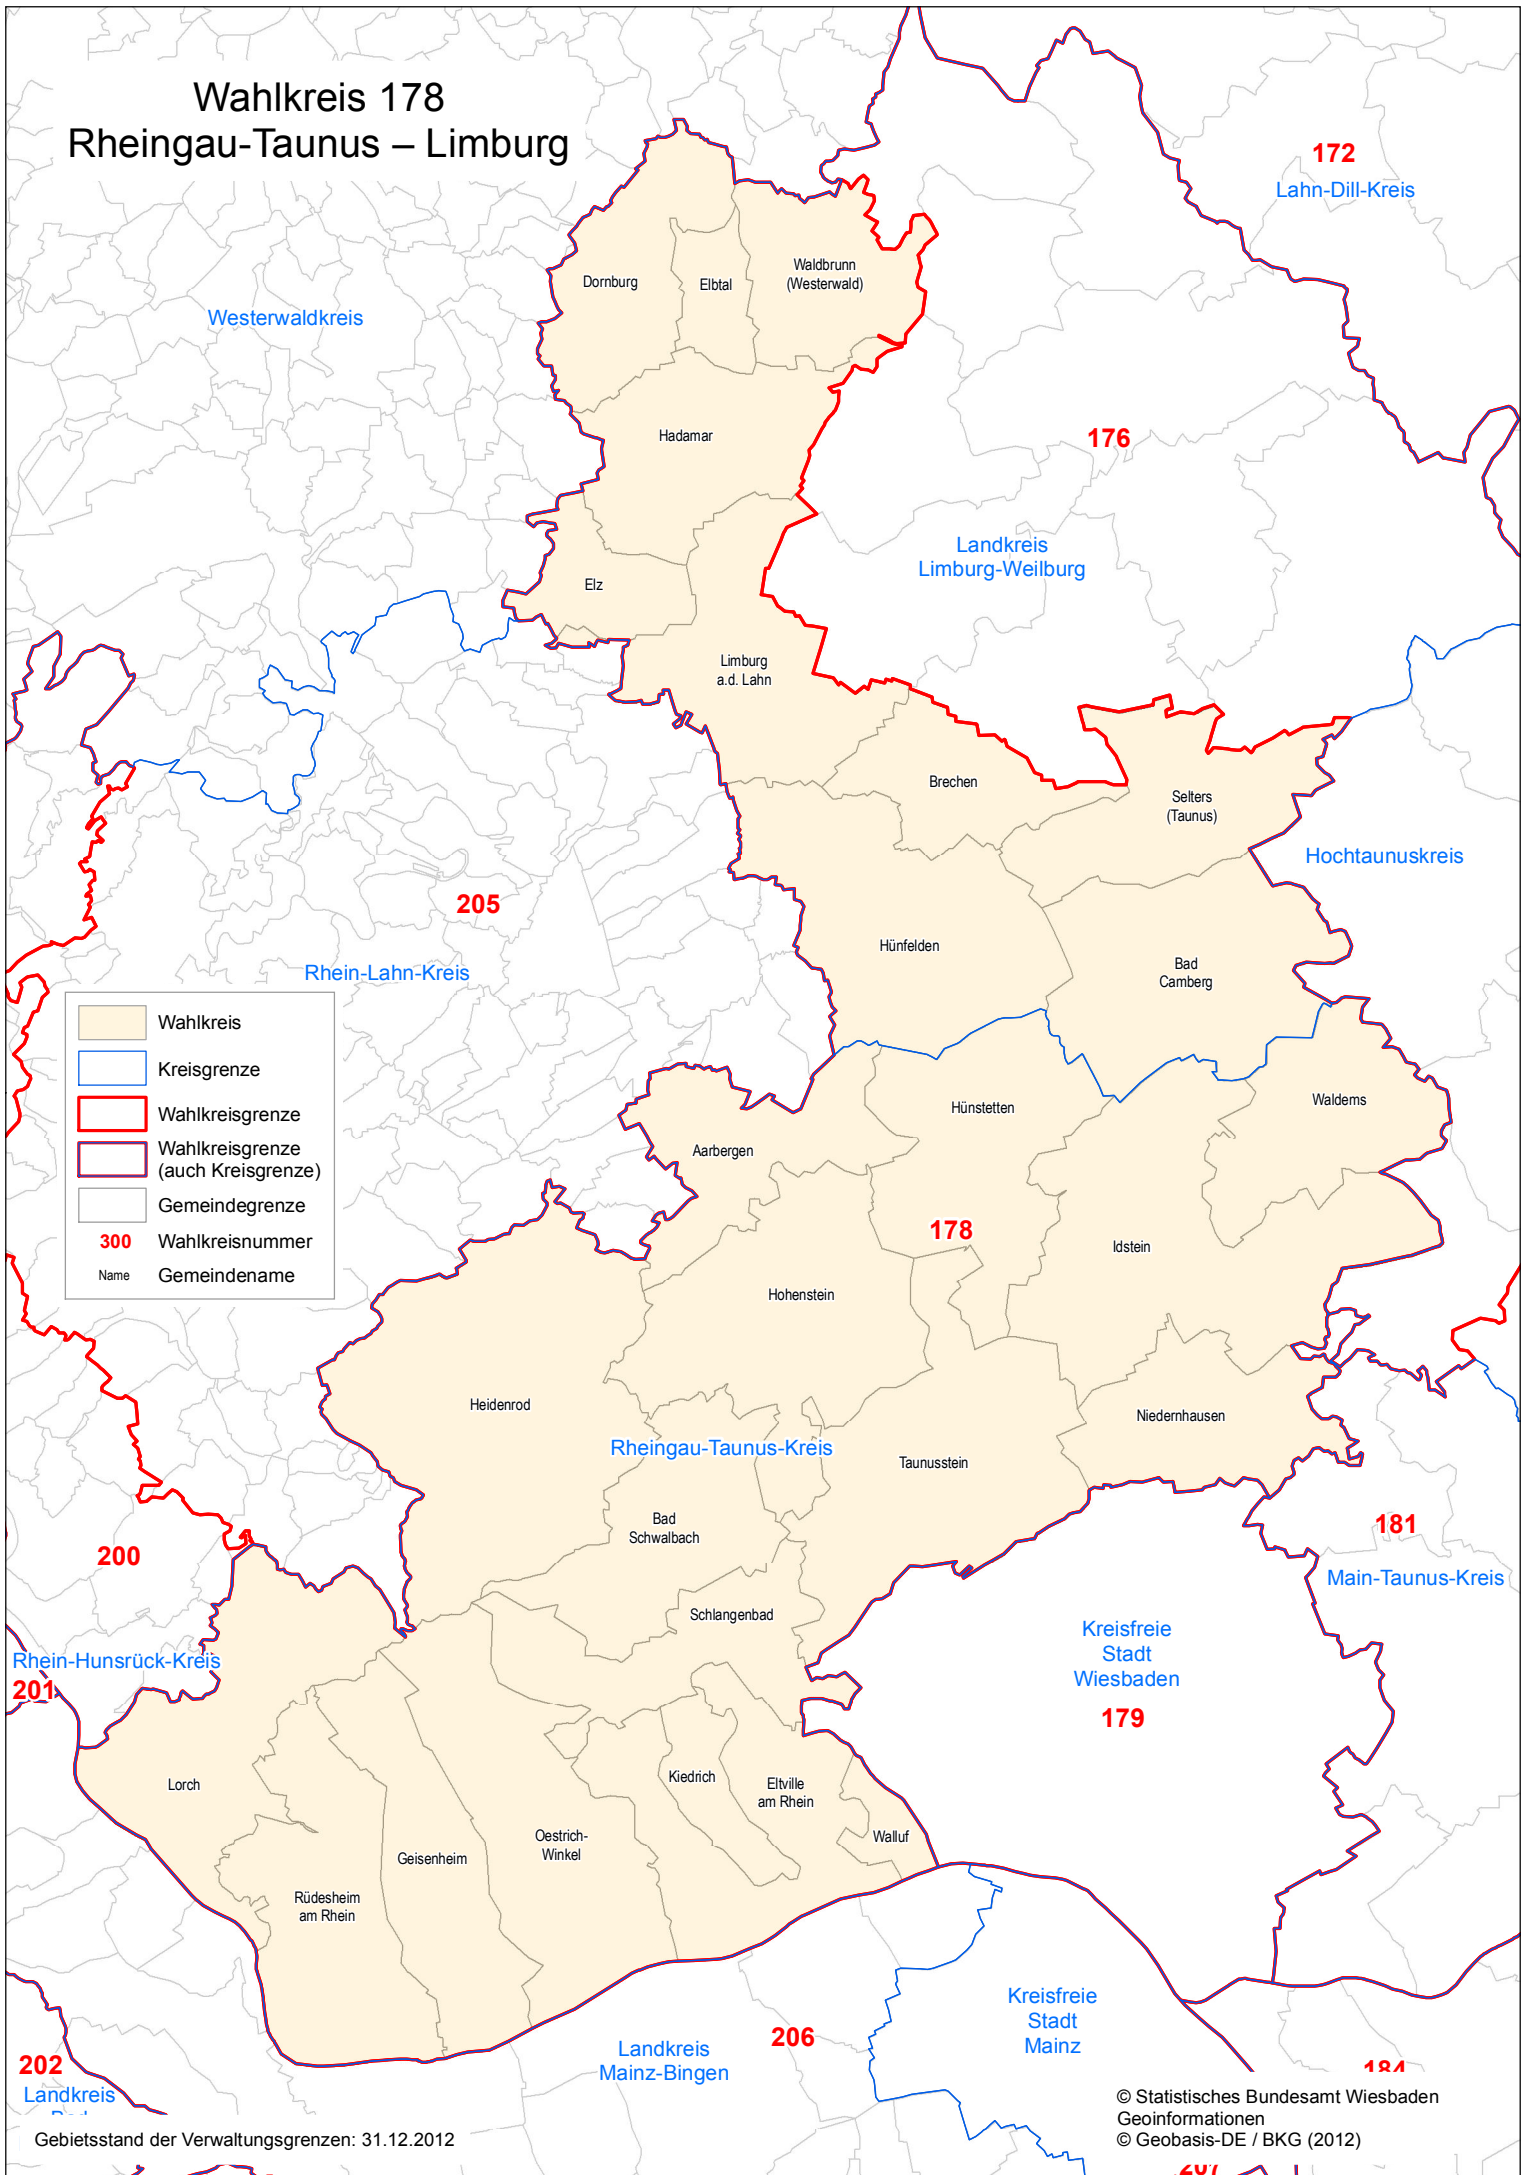 Wahlkreis 178
Rheingau-Taunus – Limburg
172
Lahn-Dill-Kreis
Westerwaldkreis
Dornburg
Elbtal
Waldbrunn
(Westerwald)
Hadamar
176
Landkreis
Limburg-Weilburg
Elz
Limburg
a.d. Lahn
Brechen
Selters
(Taunus)
Hochtaunuskreis
205
Rhein-Lahn-Kreis
Hünfelden
Bad
Camberg
Wahlkreis
Kreisgrenze
Wahlkreisgrenze
Wahlkreisgrenze
(auch Kreisgrenze)
Gemeindegrenze
300 Wahlkreisnummer
Name Gemeindename
Hünstetten
Waldems
Aarbergen
178
Idstein
Hohenstein
Heidenrod
Niedernhausen
Rheingau-Taunus-Kreis
Taunusstein
Bad
Schwalbach
181
Main-Taunus-Kreis
200
Schlangenbad
Kreisfreie
Stadt
Wiesbaden
179
Rhein-Hunsrück-Kreis
201
Lorch
Kiedrich
Eltville
am Rhein
Walluf
Oestrich-
Winkel
Geisenheim
Rüdesheim
am Rhein
Kreisfreie
Stadt
Mainz
206
Landkreis
Mainz-Bingen
202
Landkreis
184
© Statistisches Bundesamt Wiesbaden
Geoinformationen
© Geobasis-DE / BKG (2012)
Gebietsstand der Verwaltungsgrenzen: 31.12.2012
207